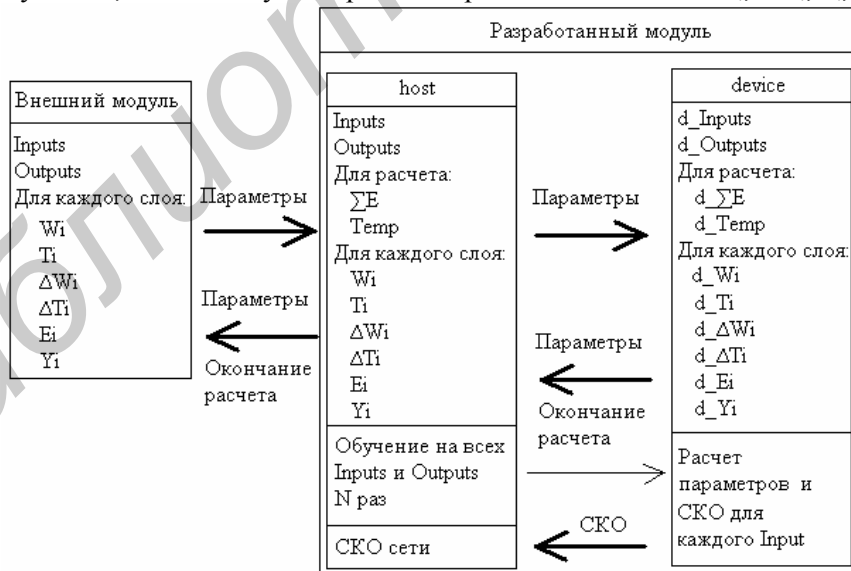 Разработанный модуль
Внешний модуль
Inputs
Outputs
Для каждого слоя:
Wi
Ti
ΔWi
ΔTi
Ei
Yi
Параметры
Параметры
Окончание
расчета
host
Inputs
Outputs
Для расчета:
∑E
Temp
Для каждого слоя:
Wi
Ti
ΔWi
ΔTi
Ei
Yi
Обучение на всех
Inputs и Outputs
N раз
СКО сети
Параметры
Параметры
Окончание
расчета
СКО
device
d_Inputs
d_Outputs
Для расчета:
d_∑E
d_Temp
Для каждого слоя:
d_Wi
d_Ti
d_ΔWi
d_ΔTi
d_Ei
d_Yi
Расчет
параметров и
СКО для
каждого Input